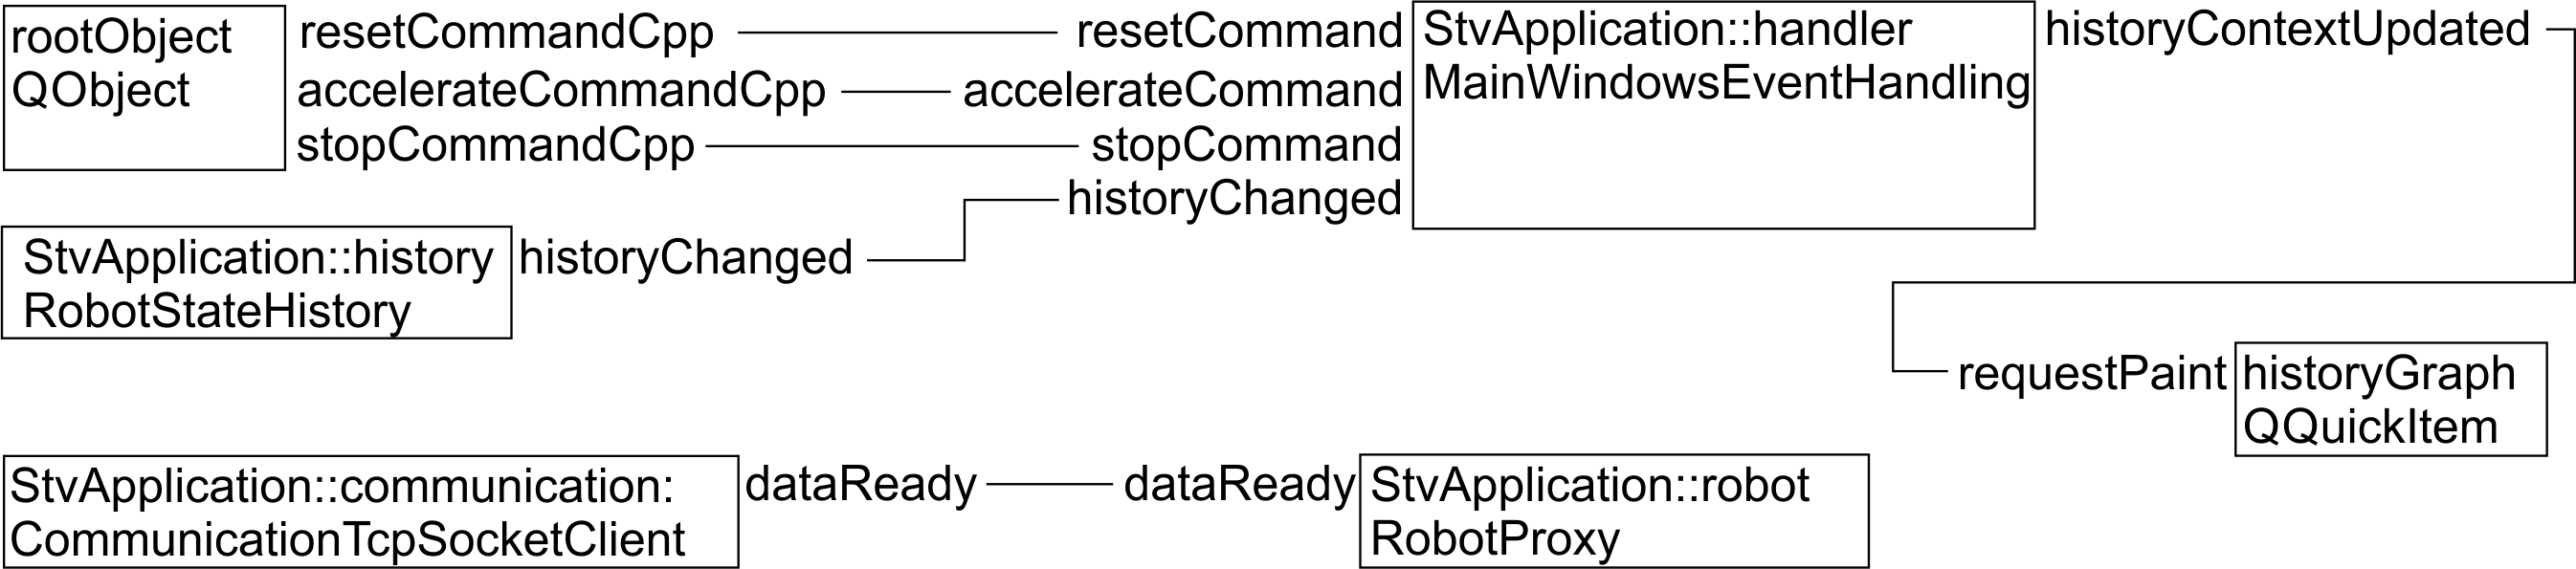 rootObject
QObject
resetCommandCpp
accelerateCommandCpp
stopCommandCpp
resetCommand
accelerateCommand
stopCommand
historyChanged
StvApplication::handler
MainWindowsEventHandling
historyContextUpdated
StvApplication::history
RobotStateHistory
historyChanged
requestPaint
historyGraph
QQuickItem
StvApplication::communication:
CommunicationTcpSocketClient
dataReady
dataReady
StvApplication::robot
RobotProxy